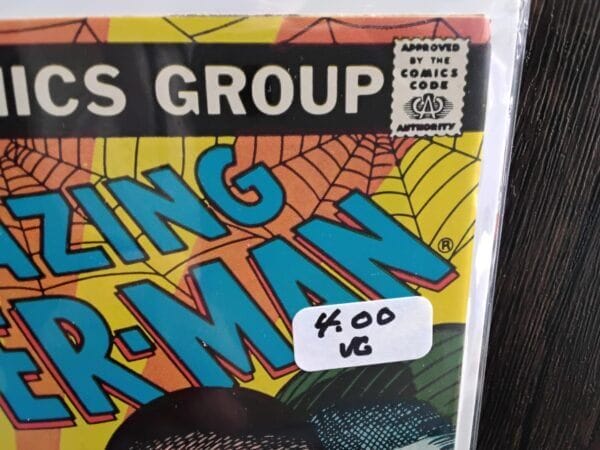 MICS GROUP
APPROVED
BY THE
COMICS
CODE
CA
AUTHORITY
AZING
ER-MAN ®
4.00
VG